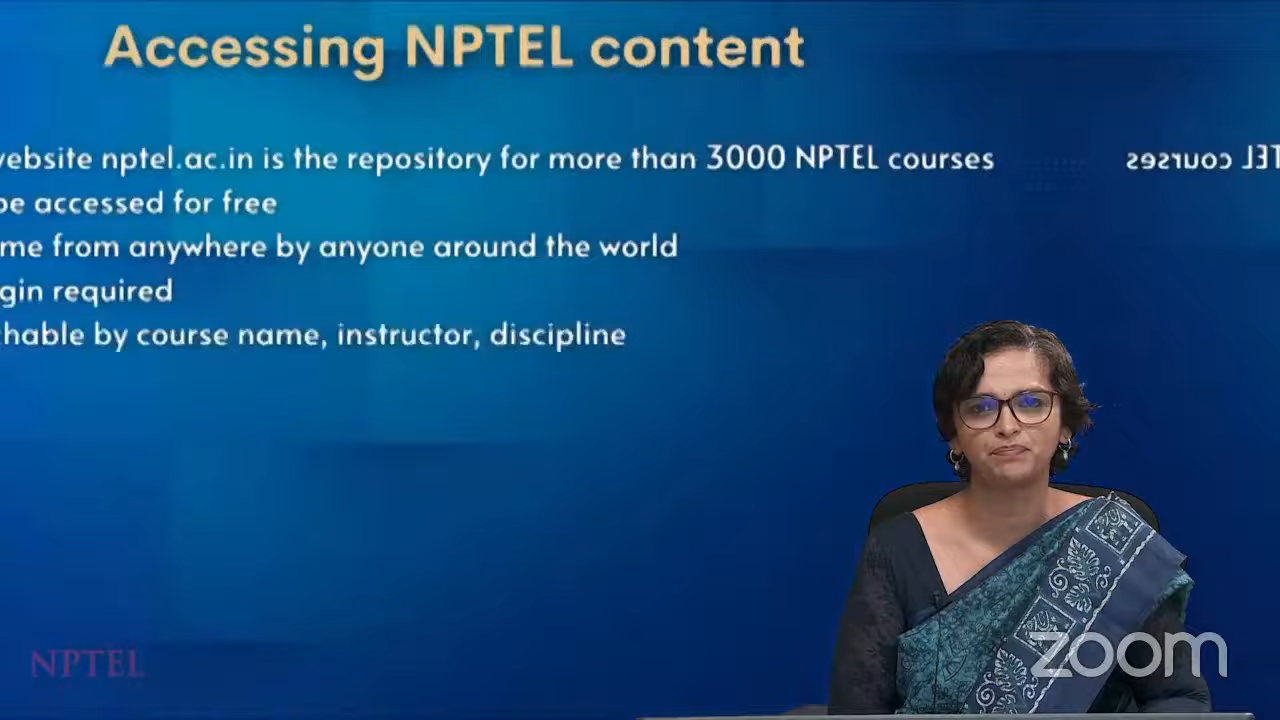 Accessing NPTEL content
website nptel.ac.in is the repository for more than 3000 NPTEL courses
be accessed for free
me from anywhere by anyone around the world
gin required
hable by course name, instructor, discipline
NPTEL
zoom